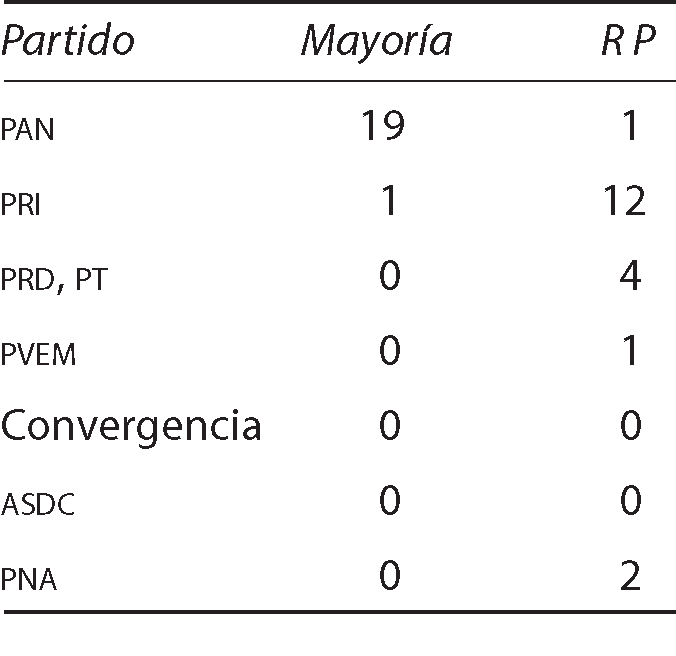 Partido Mayoría R P
PAN 19 1
PRI 1 12
PRD, PT 0 4
PVEM 0 1
Convergencia 0 0
ASDC 0 0
PNA 0 2